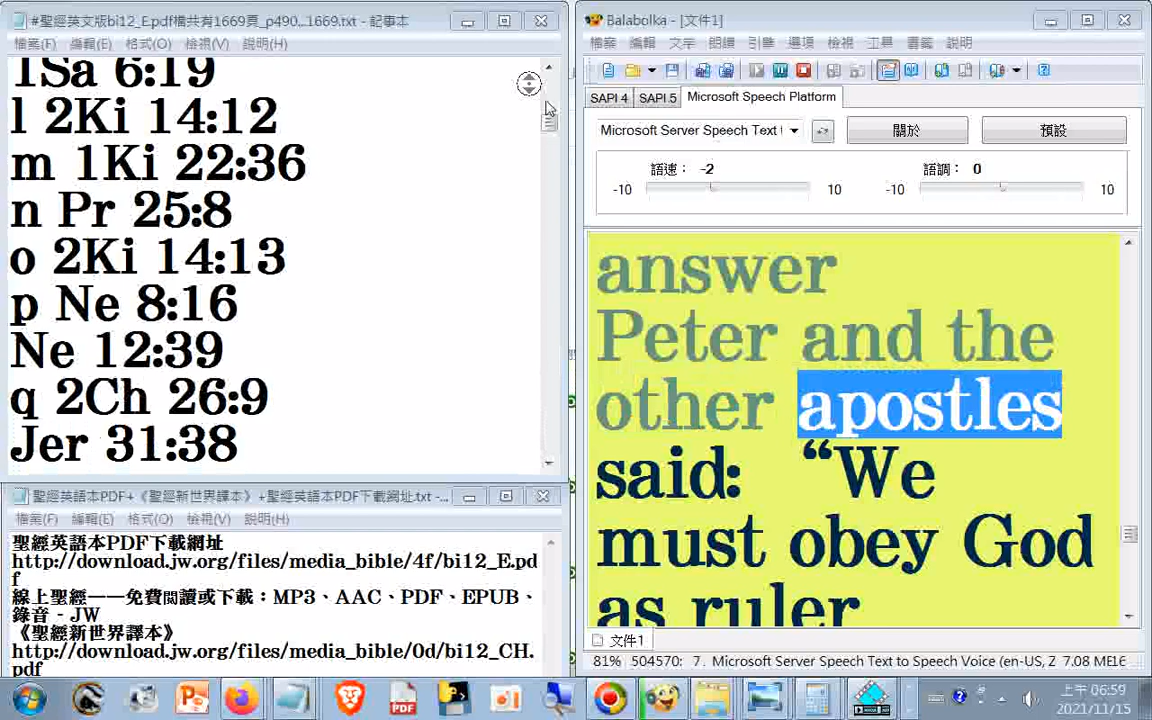 #聖經英文版bi12_E.pdf橫共有1669頁_p490,..1669.txt - 記事本
檔案(F) 編輯(E) 格式(O) 檢視(V) 說明(H)
1Sa 6:19
l 2Ki 14:12
m 1Ki 22:36
n Pr 25:8
o 2Ki 14:13
p Ne 8:16
Ne 12:39
q 2Ch 26:9
Jer 31:38
聖經英語本PDF+《聖經新世界譯本》+聖經英語本PDF下載網址.txt -...
檔案(F) 編輯(E) 格式(O) 檢視(V) 說明(H)
聖經英語本PDF下載網址
http://download.jw.org/files/media_bible/4f/bi12_E.pd
f
線上聖經——免費閱讀或下載：MP3、AAC、PDF、EPUB、
錄音 - JW
《聖經新世界譯本》
http://download.jw.org/files/media_bible/0d/bi12_CH.
pdf
Balabolka - [文件1]
檔案 編輯 文字 朗讀 引擎 選項 檢視 工具 書籤 說明
SAPI 4 SAPI 5 Microsoft Speech Platform
Microsoft Server Speech Text 關於 預設
語速： -2 語調： 0
-10 10 -10 10
answer
Peter and the
other apostles
said: “We
must obey God
as ruler
文件1
81% 504570: 7. Microsoft Server Speech Text to Speech Voice (en-US, Z 7.08 ME16
PDF
上午 06:59
2021/11/15